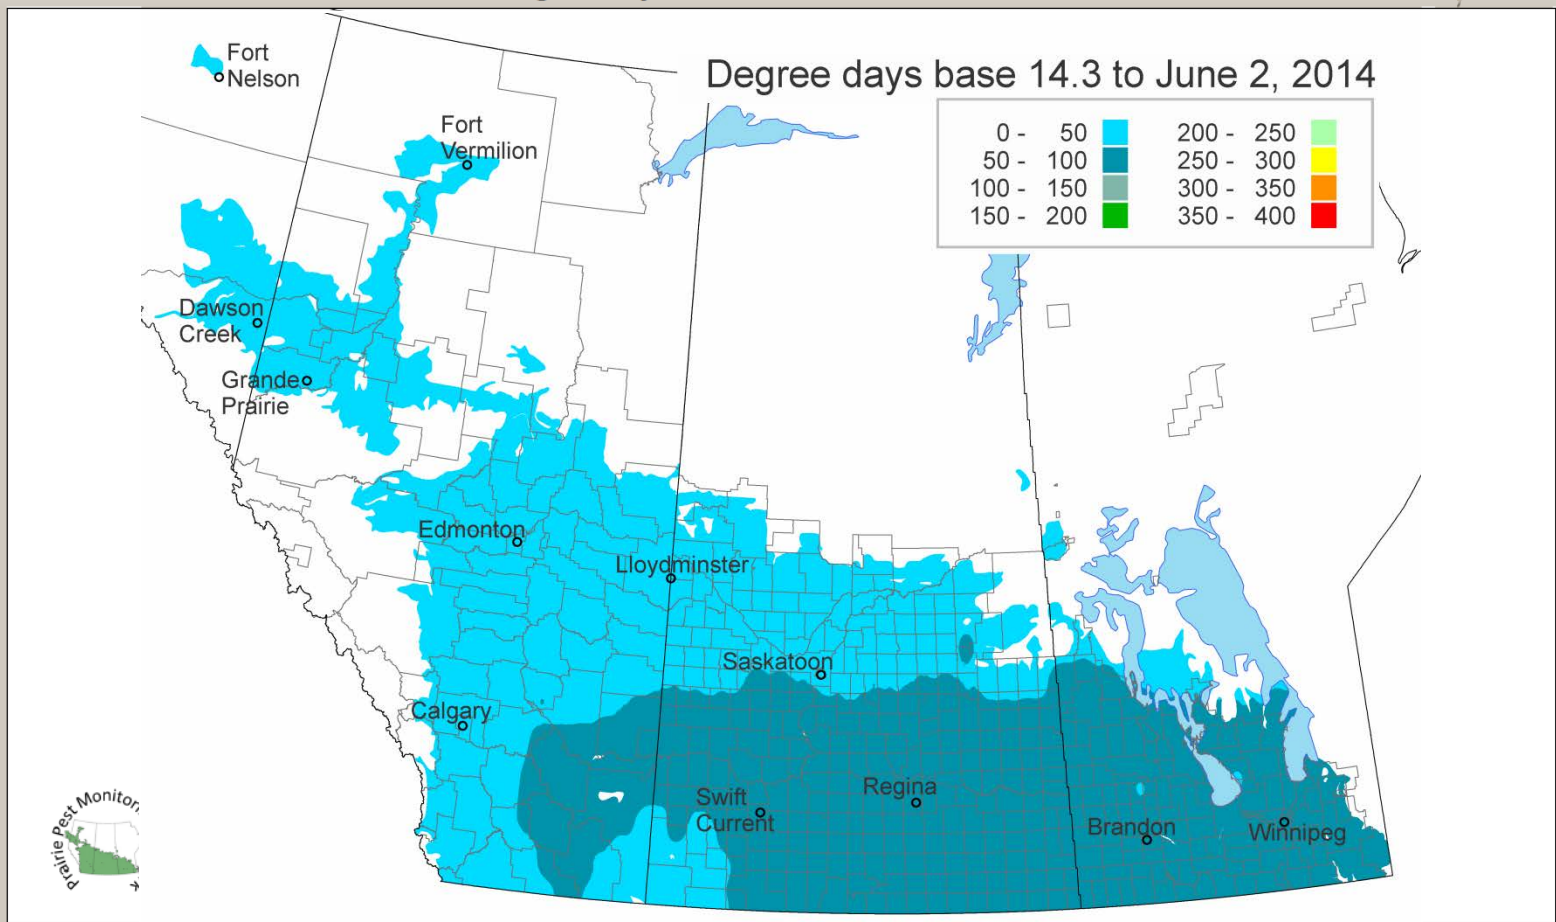 Fort
Nelson
Degree days base 14.3 to June 2, 2014
0 - 50
50 - 100
100 - 150
150 - 200
200 - 250
250 - 300
300 - 350
350 - 400
Fort
Vermilion
Dawson
Creek
Grande
Prairie
Edmonton
Lloydminster
Saskatoon
Calgary
Swift
Current
Regina
Brandon
Winnipeg
Prairie Pest Monitor